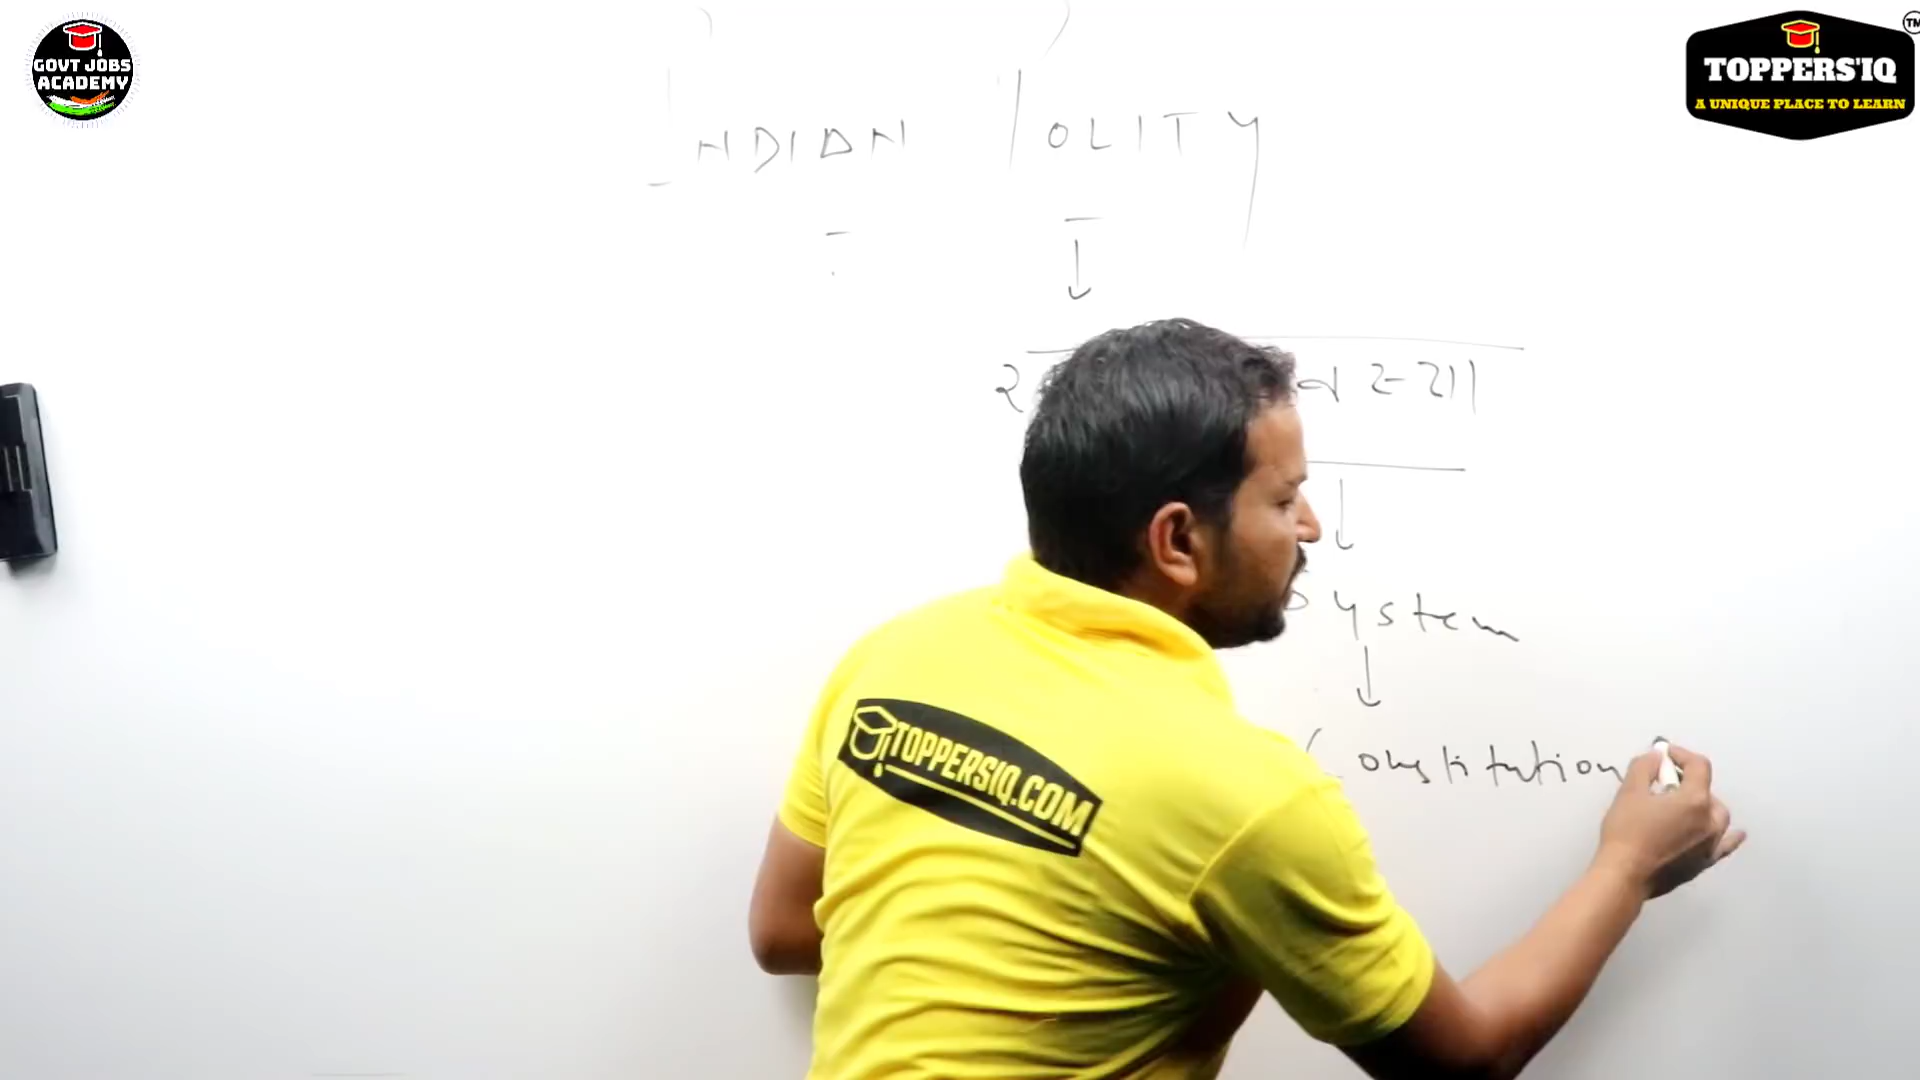 GOVT JOBS
ACADEMY
TOPPERS'IQ
TM
A UNIQUE PLACE TO LEARN
INDIAN POLITY
System
Constitution
TOPPERSIQ.COM